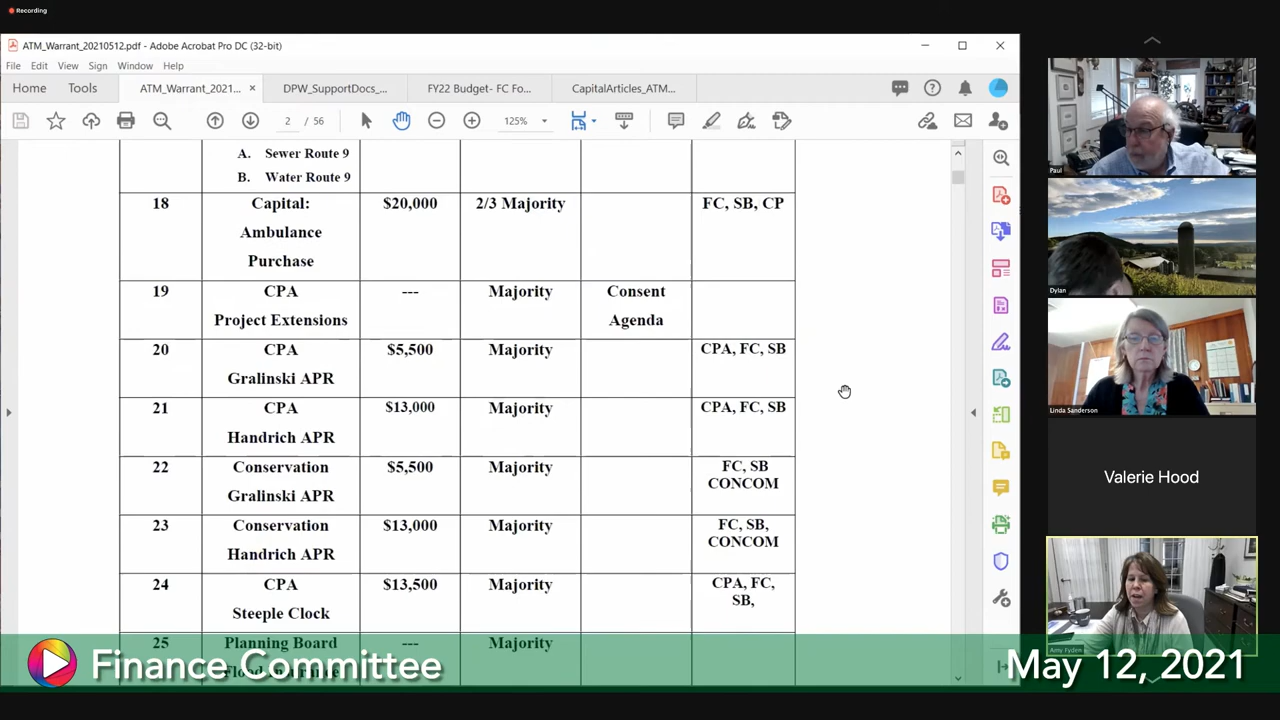 Recording
ATM_Warrant_20210512.pdf - Adobe Acrobat Pro DC (32-bit)
File Edit View Sign Window Help
Home Tools ATM_Warrant_2021... × DPW_SupportDocs_... FY22 Budget- FC Fo... CapitalArticles_ATM...
2 / 56 125%
A. Sewer Route 9
B. Water Route 9
18 Capital: $20,000 2/3 Majority FC, SB, CP
Ambulance
Purchase
19 CPA --- Majority Consent
Project Extensions Agenda
20 CPA $5,500 Majority CPA, FC, SB
Gralinski APR
21 CPA $13,000 Majority CPA, FC, SB
Handrich APR
22 Conservation $5,500 Majority FC, SB
Gralinski APR CONCOM
23 Conservation $13,000 Majority FC, SB,
Handrich APR CONCOM
24 CPA $13,500 Majority CPA, FC,
Steeple Clock SB,
25 Planning Board --- Majority
Paul
Dylan
Linda Sanderson
Valerie Hood
Amy Fyden
Finance Committee
May 12, 2021